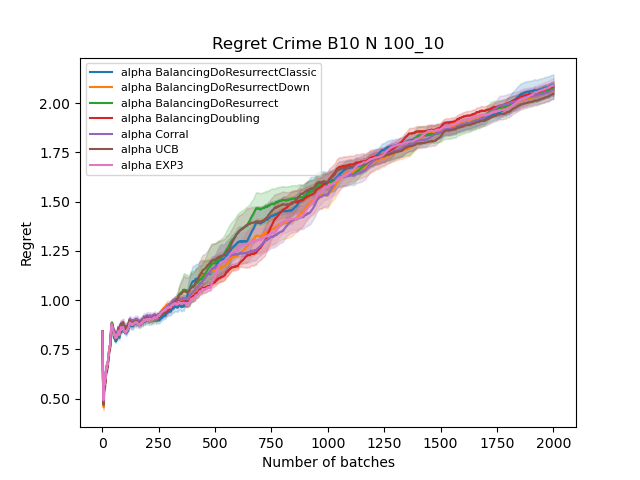 Regret Crime B10 N 100_10
alpha BalancingDoResurrectClassic
alpha BalancingDoResurrectDown
alpha BalancingDoResurrect
alpha BalancingDoubling
alpha Corral
alpha UCB
alpha EXP3
2.00
1.75
1.50
1.25
1.00
0.75
0.50
Regret
0 250 500 750 1000 1250 1500 1750 2000
Number of batches